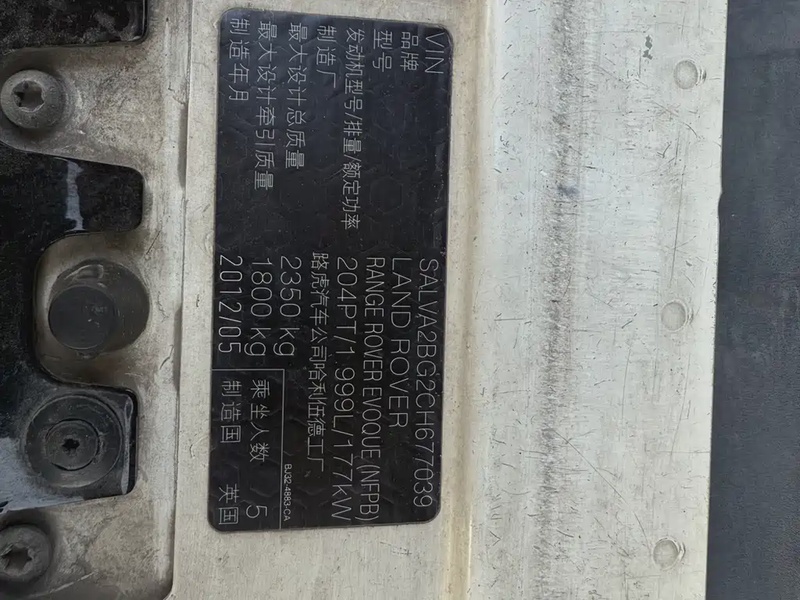 VIN SALVA2BG2CH677039
品牌 LAND ROVER
型号 RANGE ROVER EVOQUE (NFPB)
发动机型号/排量/额定功率 204PT/1.999L/177kW
制造厂 路虎汽车公司哈利伍德工厂
最大设计总质量 2350 kg
最大设计牵引质量 1800 kg
制造年月 2012/05
BJ32-4883-CA
乘坐人数 5
制造国 英国